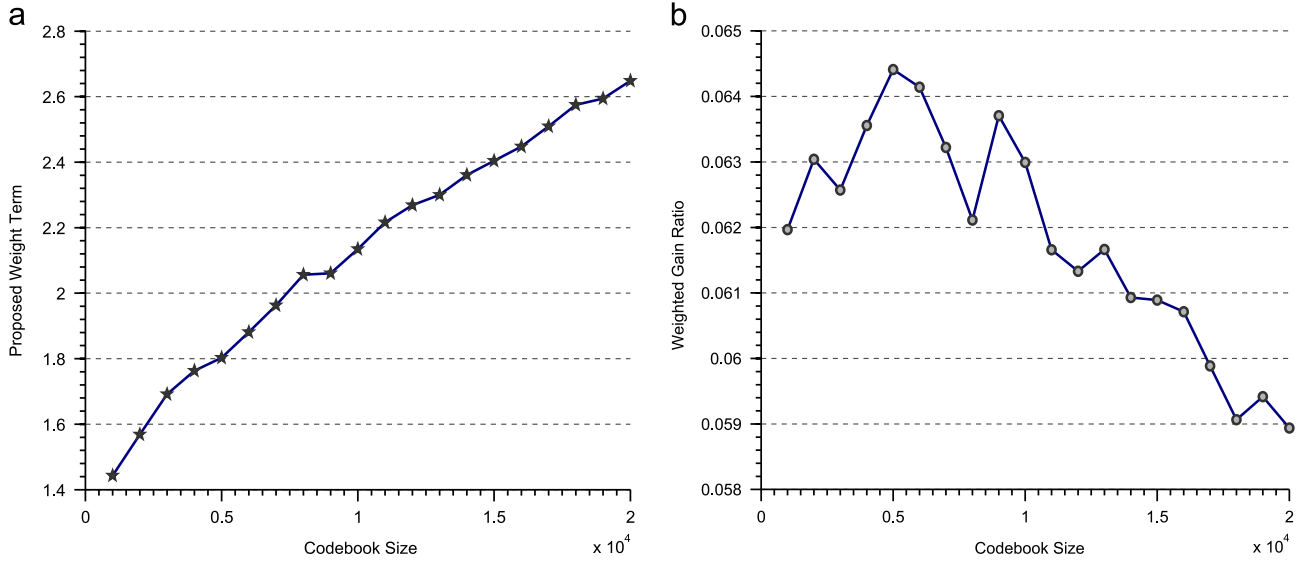 a
2.8
2.6
2.4
2.2
2
1.8
1.6
1.4
0 0.5 1 1.5 2
Proposed Weight Term
Codebook Size
x 10^4
b
0.065
0.064
0.063
0.062
0.061
0.06
0.059
0.058
0 0.5 1 1.5 2
Weighted Gain Ratio
Codebook Size
x 10^4